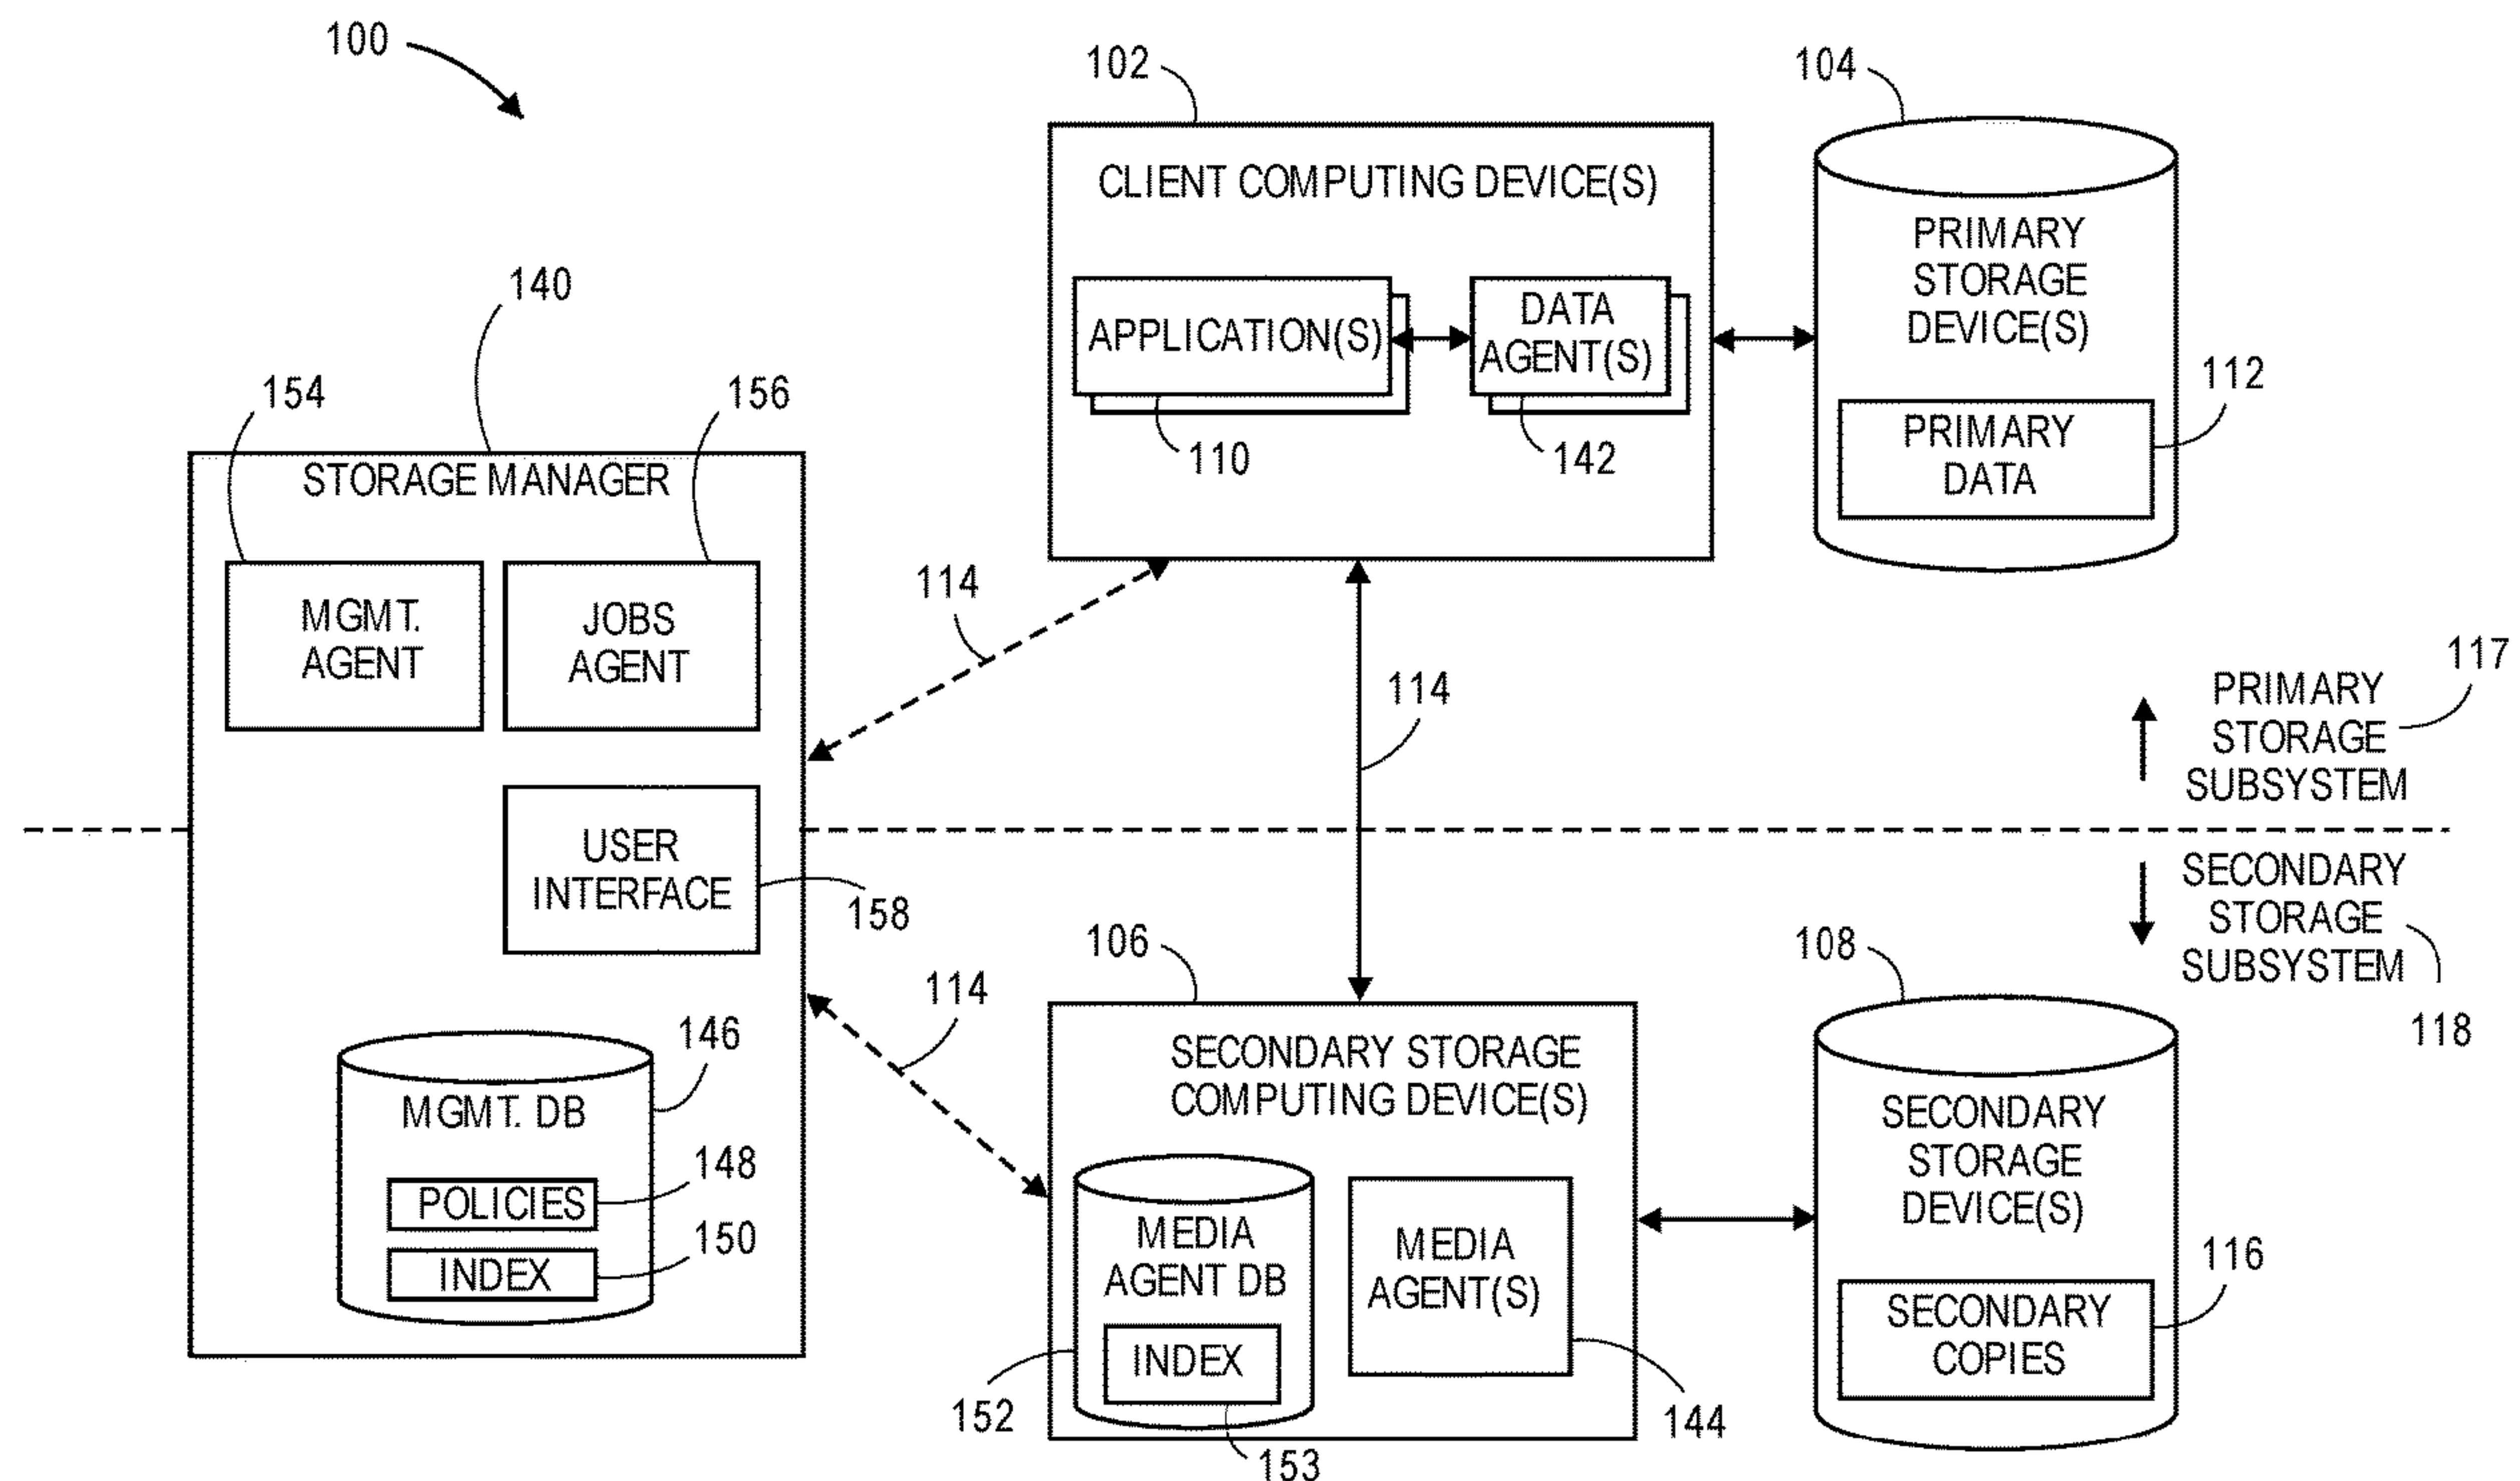 100
102
104
CLIENT COMPUTING DEVICE(S)
APPLICATION(S)
DATA
AGENT(S)
110
142
PRIMARY
STORAGE
DEVICE(S)
112
PRIMARY
DATA
140
154
156
STORAGE MANAGER
MGMT.
AGENT
JOBS
AGENT
114
114
117
PRIMARY
STORAGE
SUBSYSTEM
USER
INTERFACE
158
SECONDARY
STORAGE
SUBSYSTEM
118
114
106
108
146
MGMT. DB
148
POLICIES
150
INDEX
SECONDARY STORAGE
COMPUTING DEVICE(S)
MEDIA
AGENT DB
INDEX
MEDIA
AGENT(S)
152
153
144
SECONDARY
STORAGE
DEVICE(S)
116
SECONDARY
COPIES